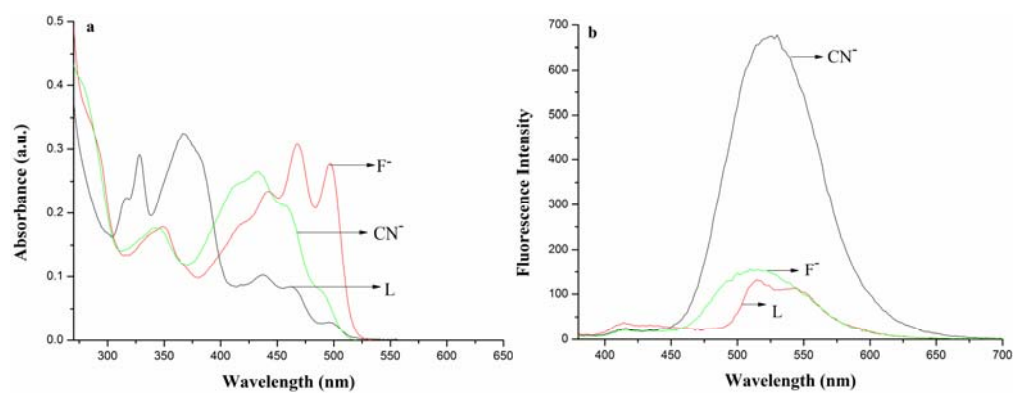 a
0.5
0.4
0.3
0.2
0.1
0.0
Absorbance (a.u.)
F⁻
CN⁻
L
300 350 400 450 500 550 600 650
Wavelength (nm)
b
700
600
500
400
300
200
100
0
Fluorescence Intensity
CN⁻
F⁻
L
400 450 500 550 600 650 700
Wavelength (nm)